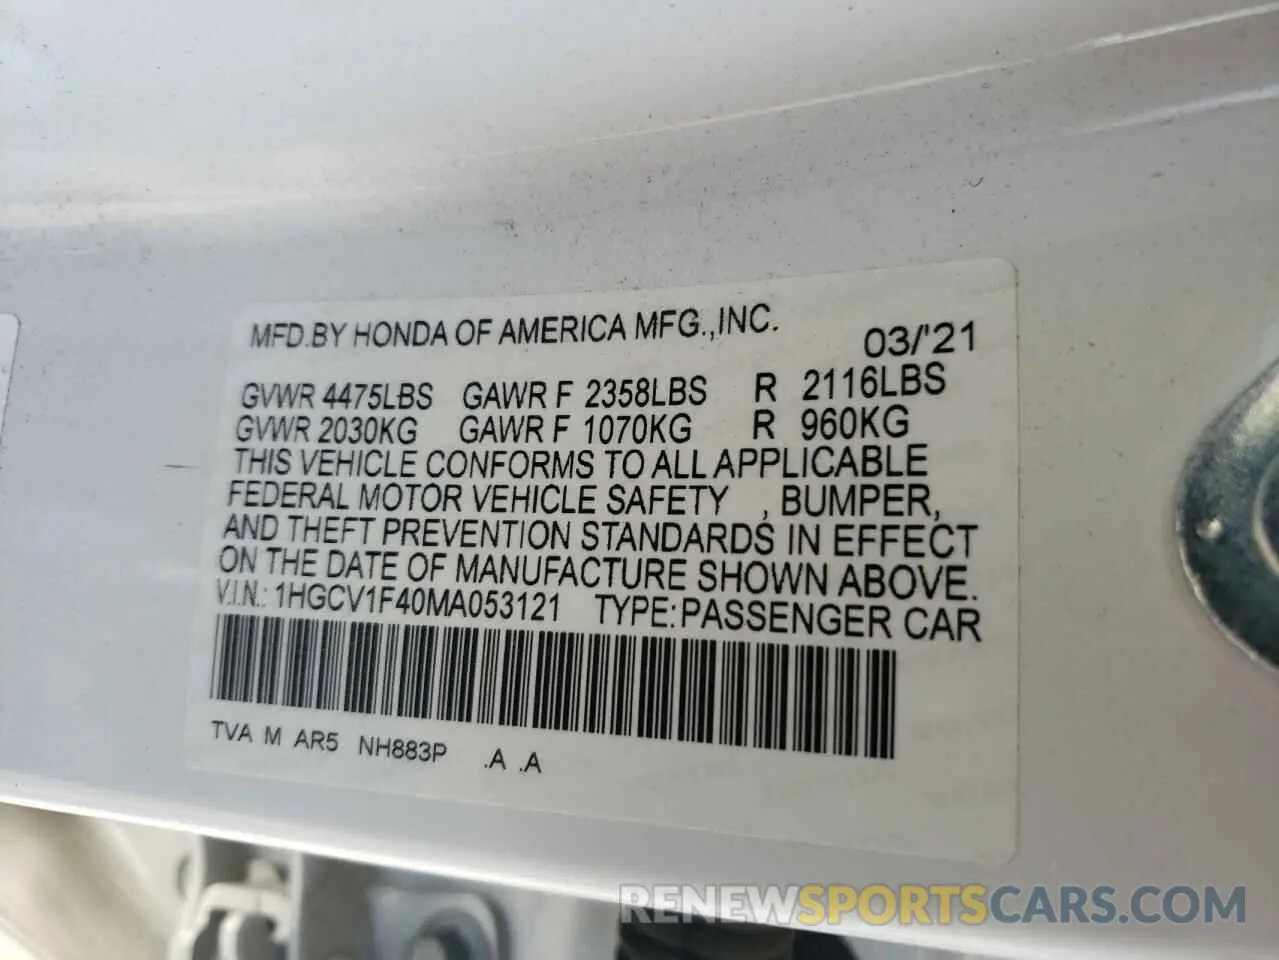 MFD.BY HONDA OF AMERICA MFG.,INC. 03/'21
GVWR 4475LBS GAWR F 2358LBS R 2116LBS
GVWR 2030KG GAWR F 1070KG R 960KG
THIS VEHICLE CONFORMS TO ALL APPLICABLE
FEDERAL MOTOR VEHICLE SAFETY , BUMPER,
AND THEFT PREVENTION STANDARDS IN EFFECT
ON THE DATE OF MANUFACTURE SHOWN ABOVE.
V.I.N.: 1HGCV1F40MA053121 TYPE: PASSENGER CAR
TVA M AR5 NH883P .A .A
RENEWSPORTSCARS.COM